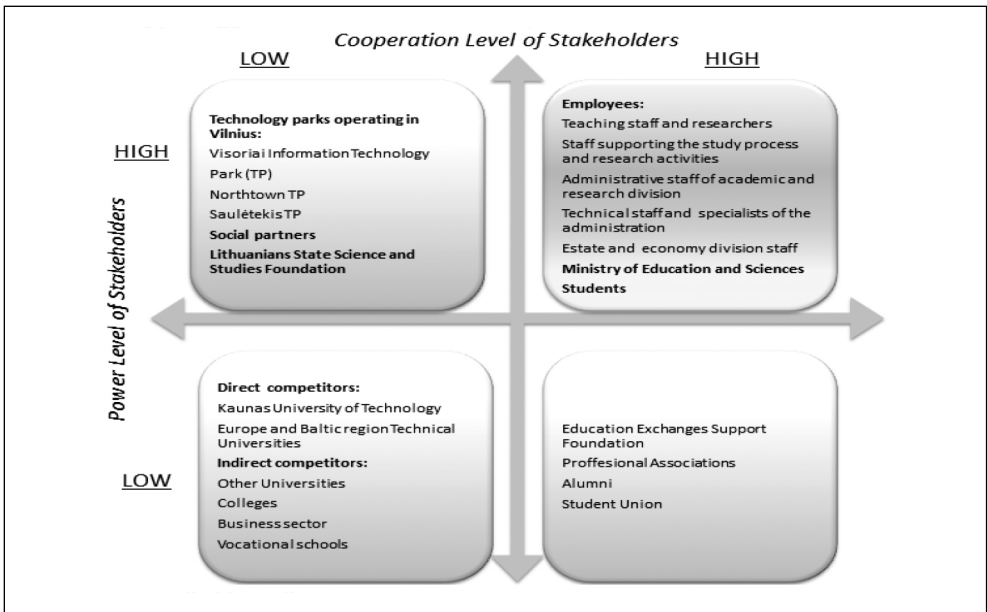 Cooperation Level of Stakeholders
LOW
HIGH
Power Level of Stakeholders
HIGH
Technology parks operating in
Vilnius:
Visoriai Information Technology
Park (TP)
Northtown TP
Saulėtekis TP
Social partners
Lithuanians State Science and
Studies Foundation
Employees:
Teaching staff and researchers
Staff supporting the study process
and research activities
Administrative staff of academic and
research division
Technical staff and specialists of the
administration
Estate and economy division staff
Ministry of Education and Sciences
Students
LOW
Direct competitors:
Kaunas University of Technology
Europe and Baltic region Technical
Universities
Indirect competitors:
Other Universities
Colleges
Business sector
Vocational schools
Education Exchanges Support
Foundation
Proffesional Associations
Alumni
Student Union